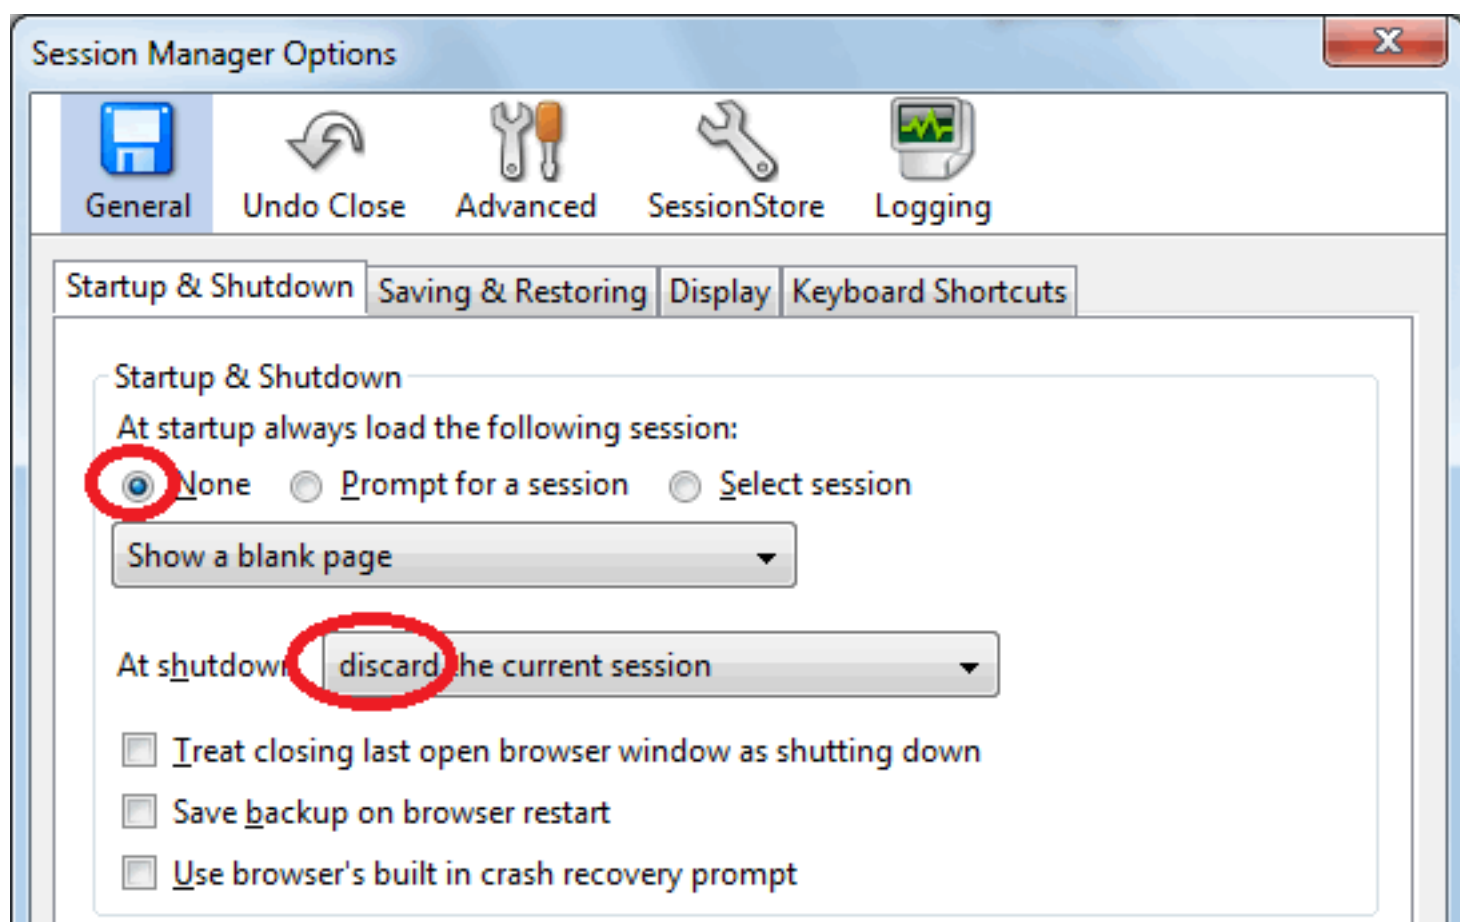 Session Manager Options
General Undo Close Advanced SessionStore Logging
Startup & Shutdown Saving & Restoring Display Keyboard Shortcuts
Startup & Shutdown
At startup always load the following session:
None Prompt for a session Select session
Show a blank page
At shutdown discard the current session
Treat closing last open browser window as shutting down
Save backup on browser restart
Use browser's built in crash recovery prompt